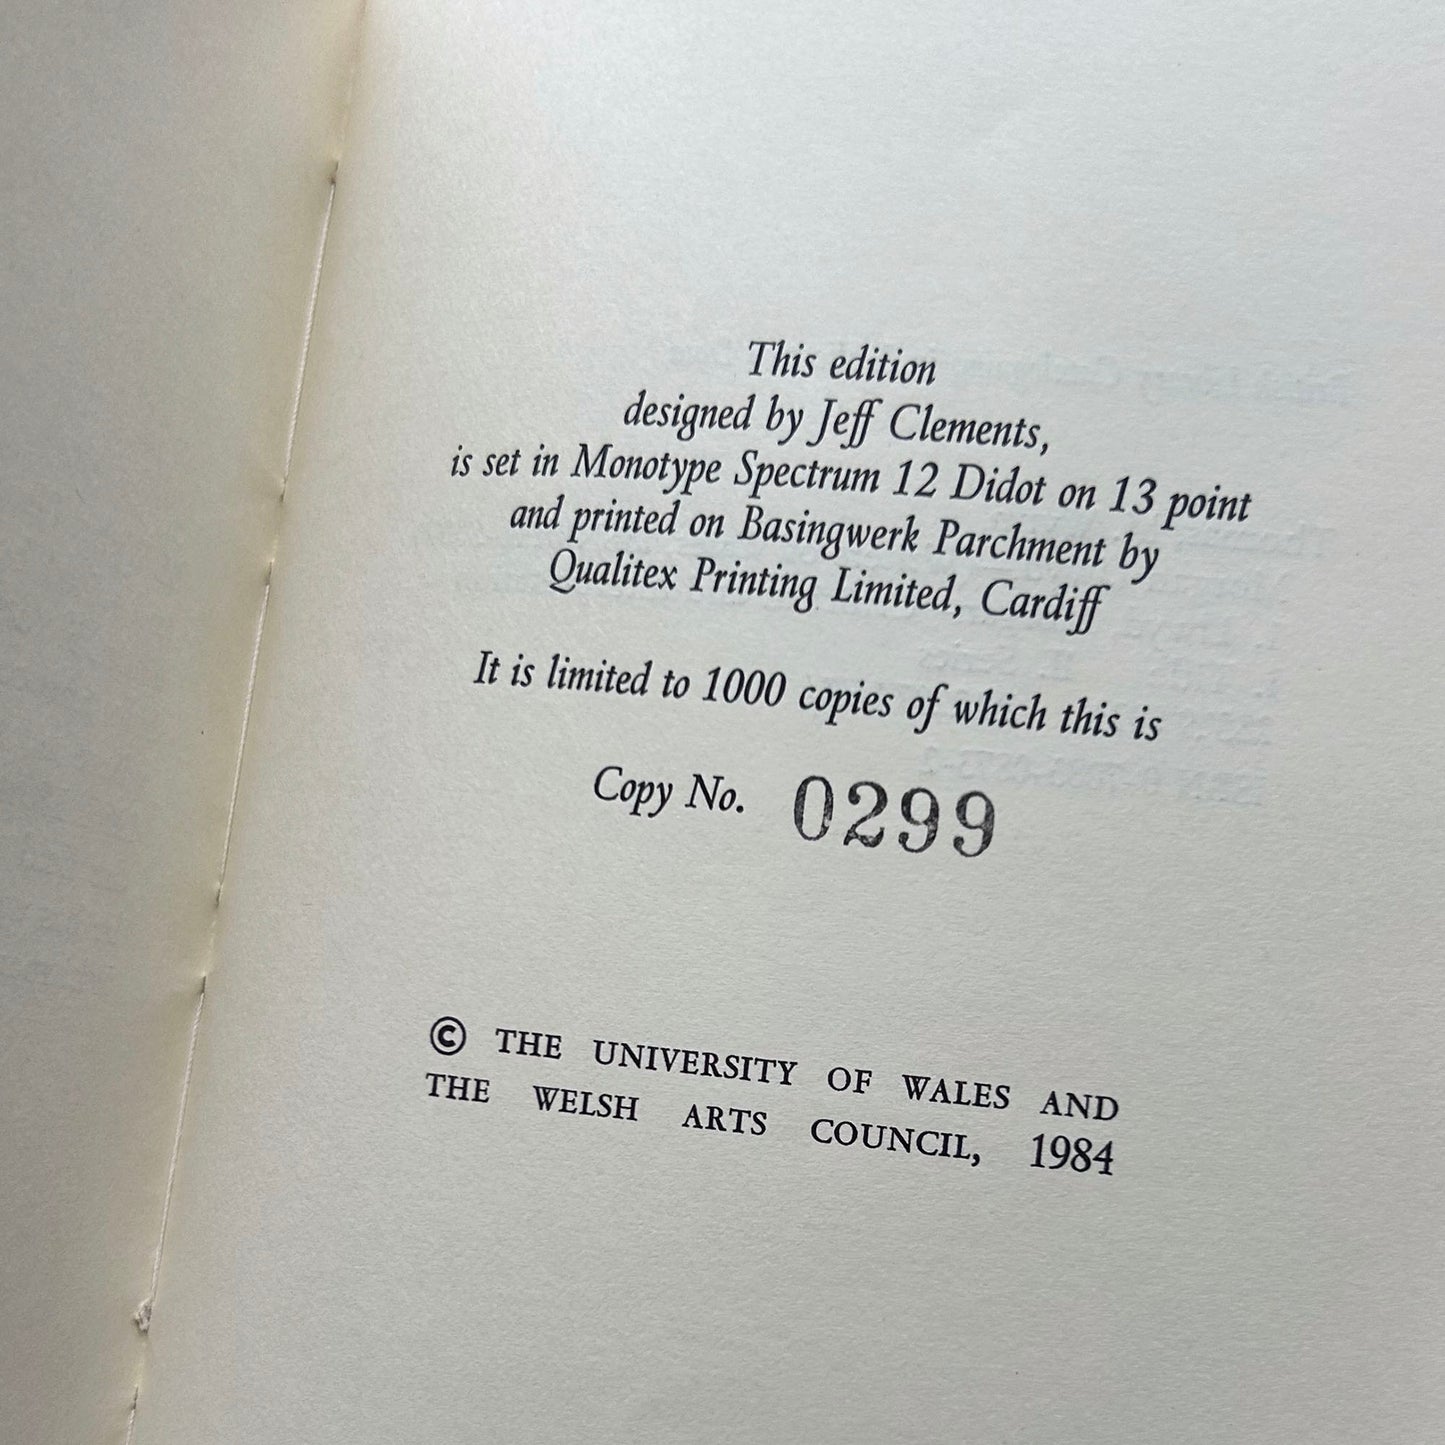 This edition
designed by Jeff Clements,
is set in Monotype Spectrum 12 Didot on 13 point
and printed on Basingwerk Parchment by
Qualitex Printing Limited, Cardiff
It is limited to 1000 copies of which this is
Copy No. 0299
© THE UNIVERSITY OF WALES AND
THE WELSH ARTS COUNCIL, 1984